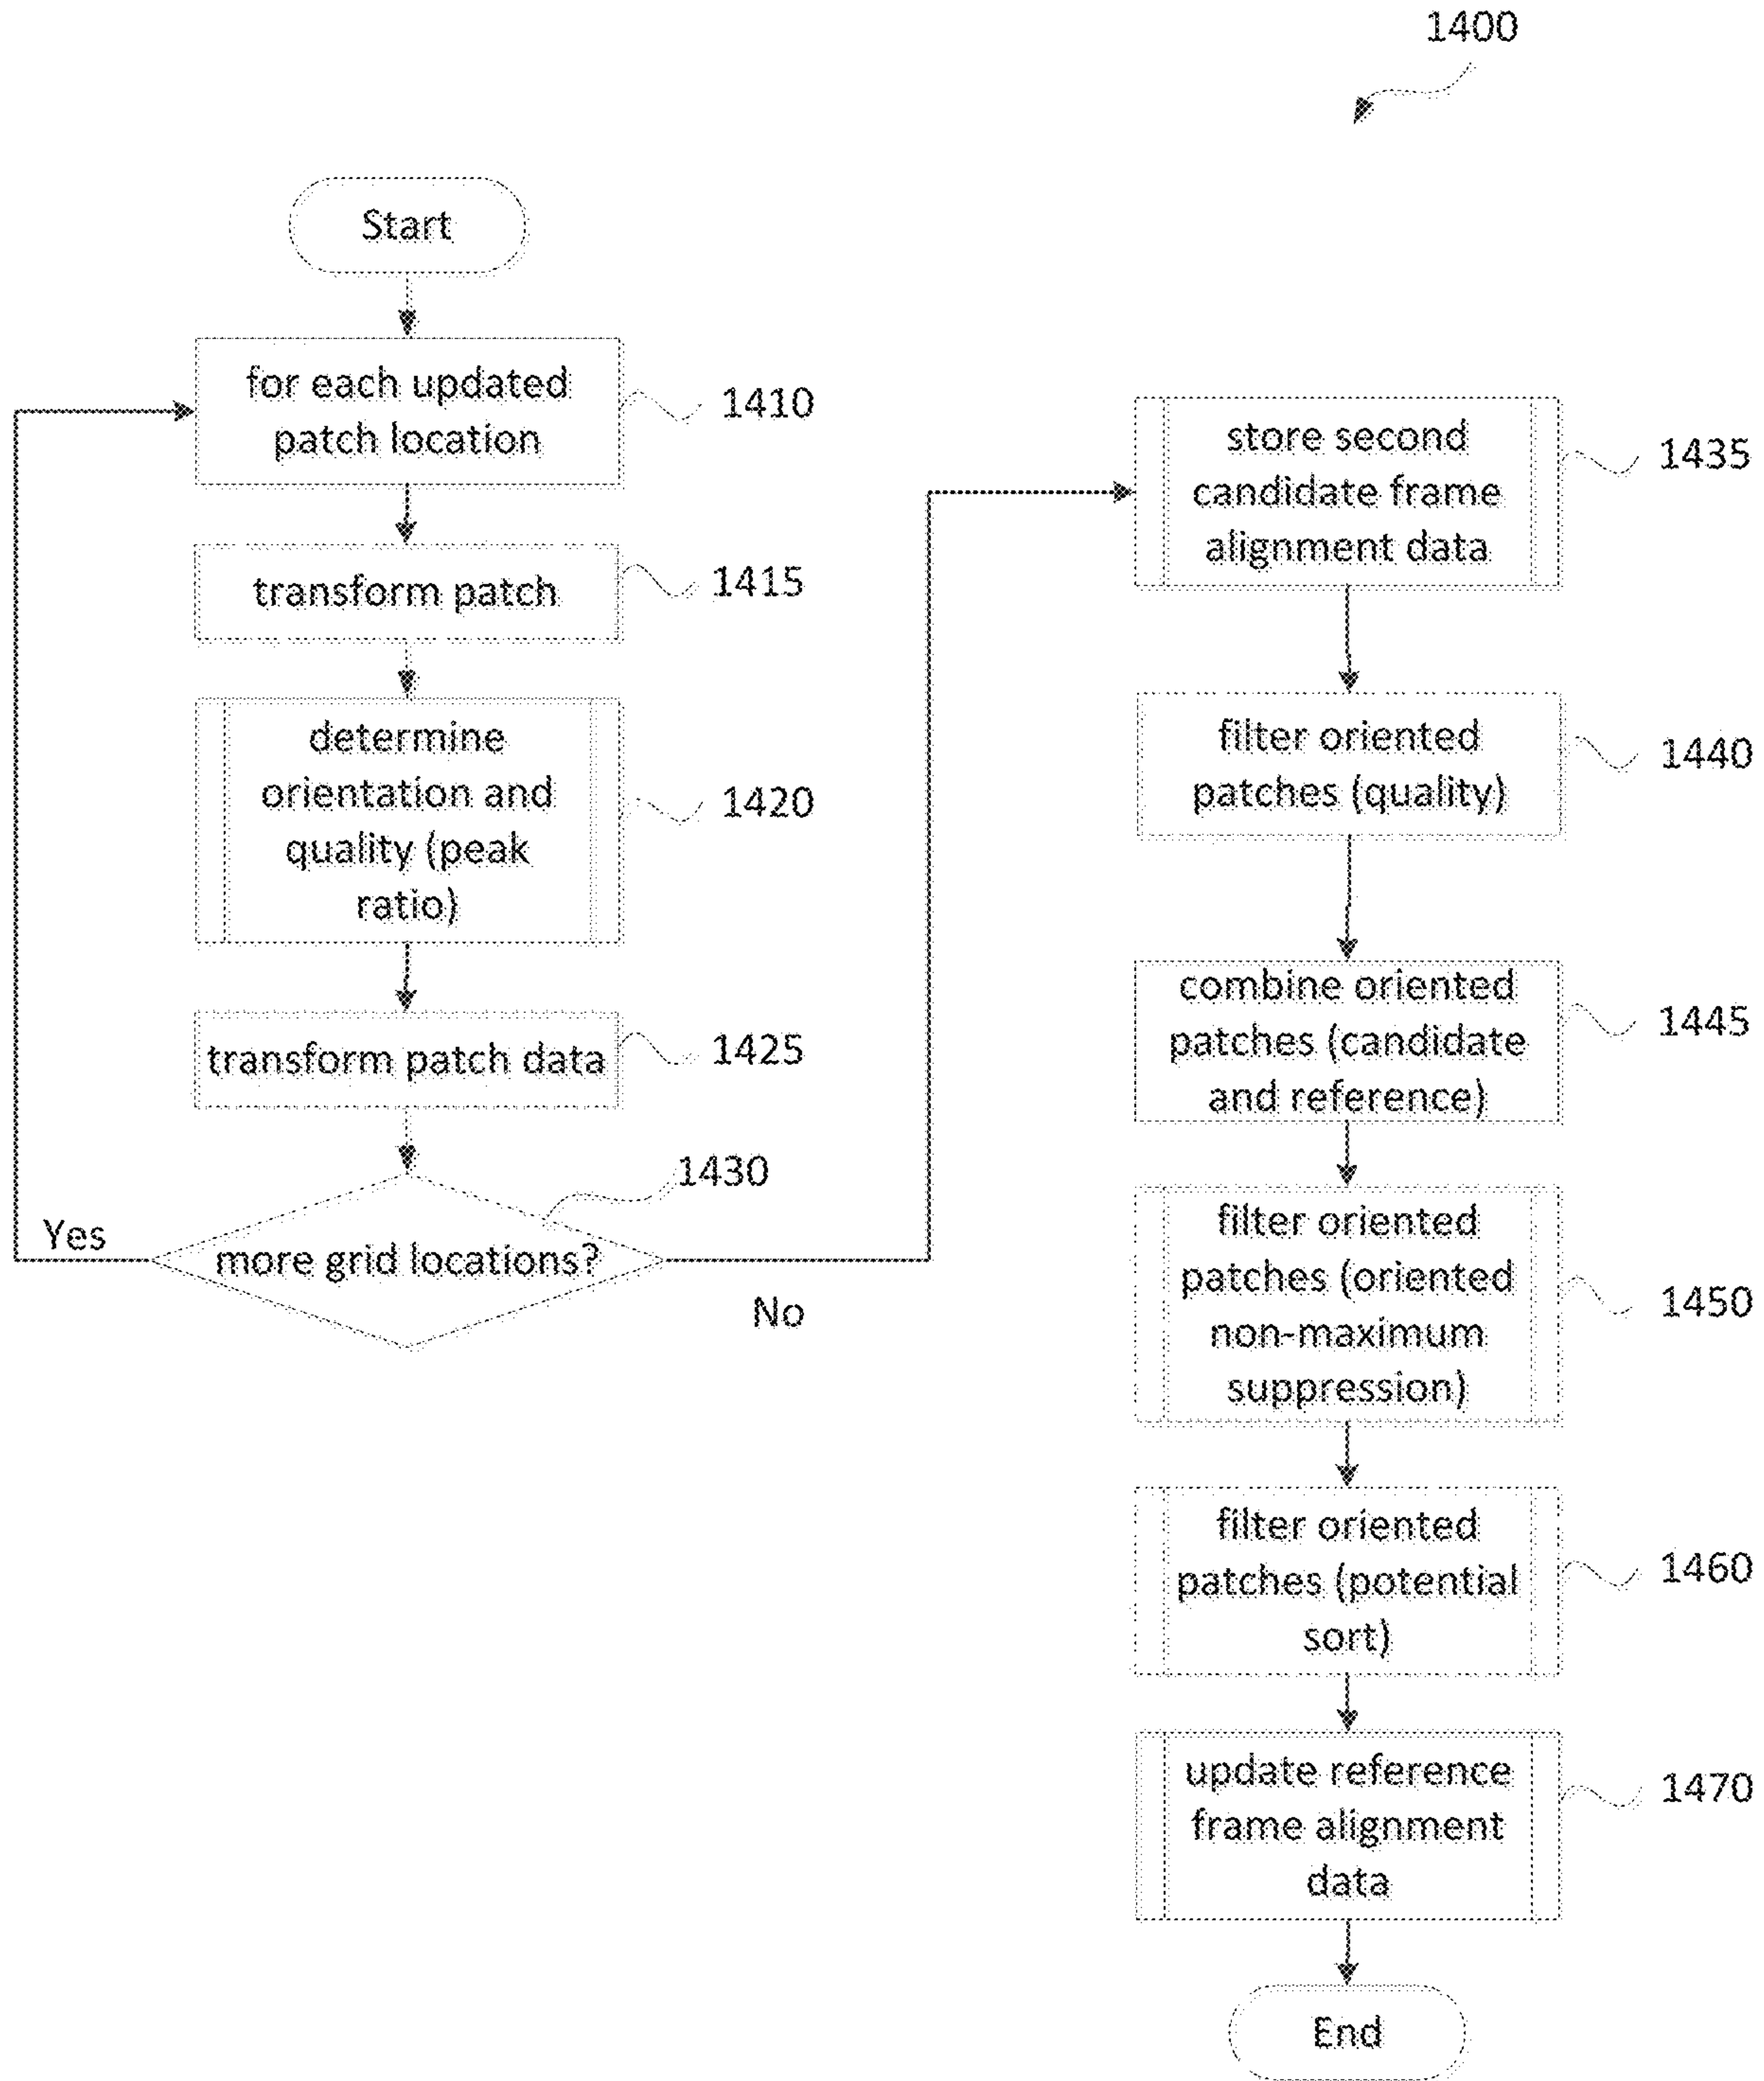 1400
Start
for each updated
patch location
1410
transform patch
1415
determine
orientation and
quality (peak
ratio)
1420
transform patch data
1425
1430
more grid locations?
Yes
No
store second
candidate frame
alignment data
1435
filter oriented
patches (quality)
1440
combine oriented
patches (candidate
and reference)
1445
filter oriented
patches (oriented
non-maximum
suppression)
1450
filter oriented
patches (potential
sort)
1460
update reference
frame alignment
data
1470
End